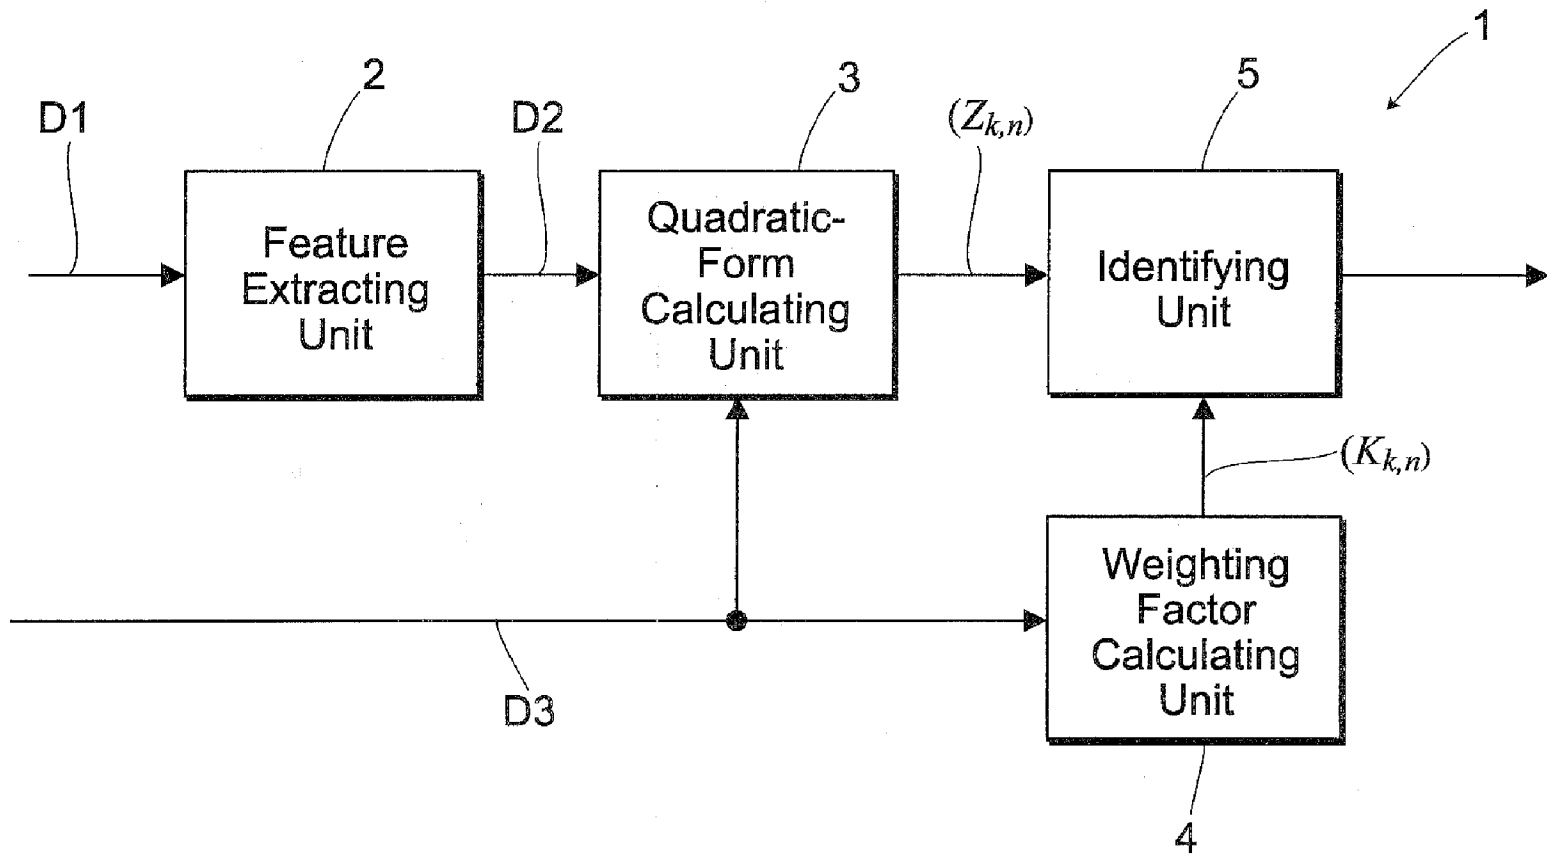 1
2
3
5
D1
D2
(Zk,n)
Feature
Extracting
Unit
Quadratic-
Form
Calculating
Unit
Identifying
Unit
(Kk,n)
Weighting
Factor
Calculating
Unit
D3
4